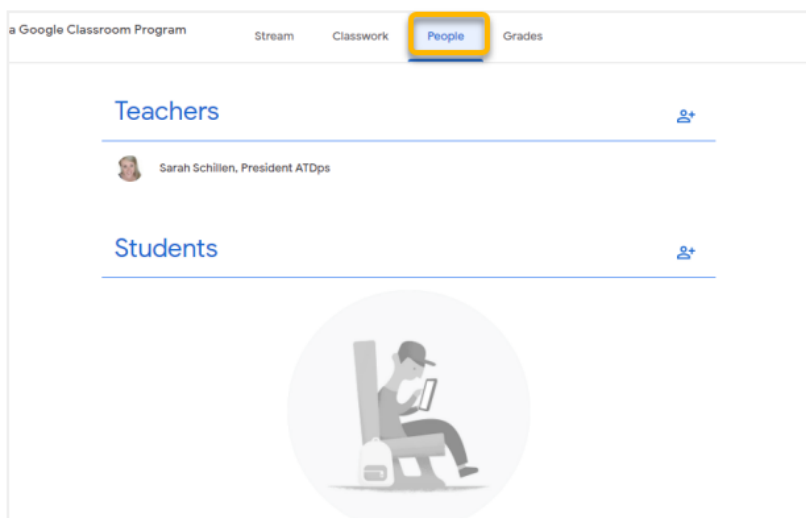 a Google Classroom Program Stream Classwork People Grades
Teachers
Sarah Schillen, President ATDps
Students